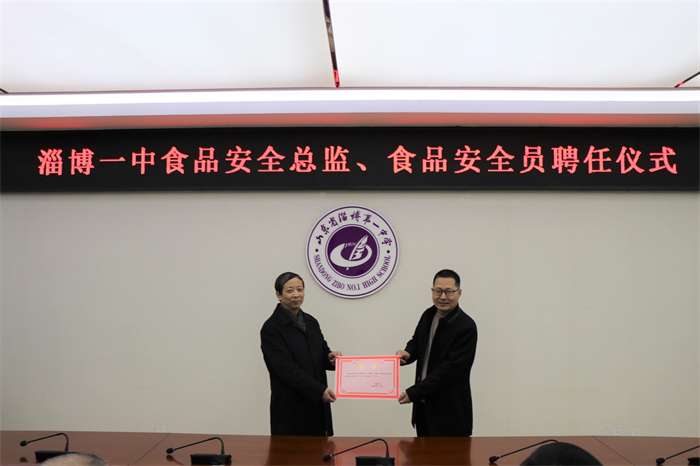 淄博一中食品安全总监、食品安全员聘任仪式
山东省淄博第一中学
SHANDONG ZIBO NO.1 HIGH SCHOOL